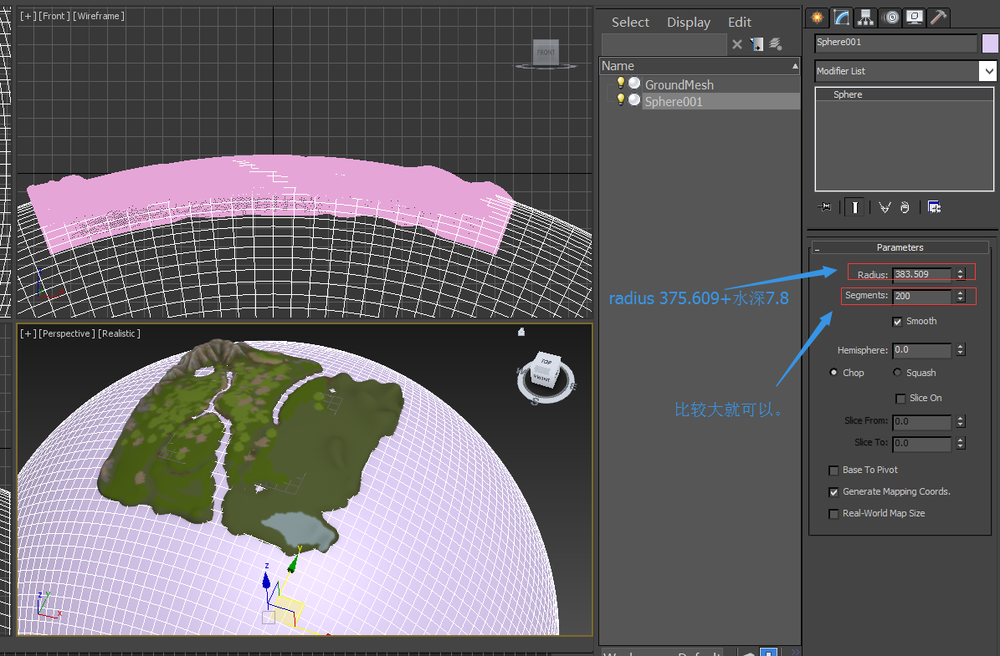 [+] [Front ] [Wireframe ]
FRONT
[+] [Perspective ] [Realistic ]
TOP
FRONT
S
E
z
y
z
y
x
Select Display Edit
Name
GroundMesh
Sphere001
radius 375.609+水深7.8
比较大就可以。
Sphere001
Modifier List
Sphere
Parameters
Radius: 383.509
Segments: 200
Smooth
Hemisphere: 0.0
Chop Squash
Slice On
Slice From: 0.0
Slice To: 0.0
Base To Pivot
Generate Mapping Coords.
Real-World Map Size